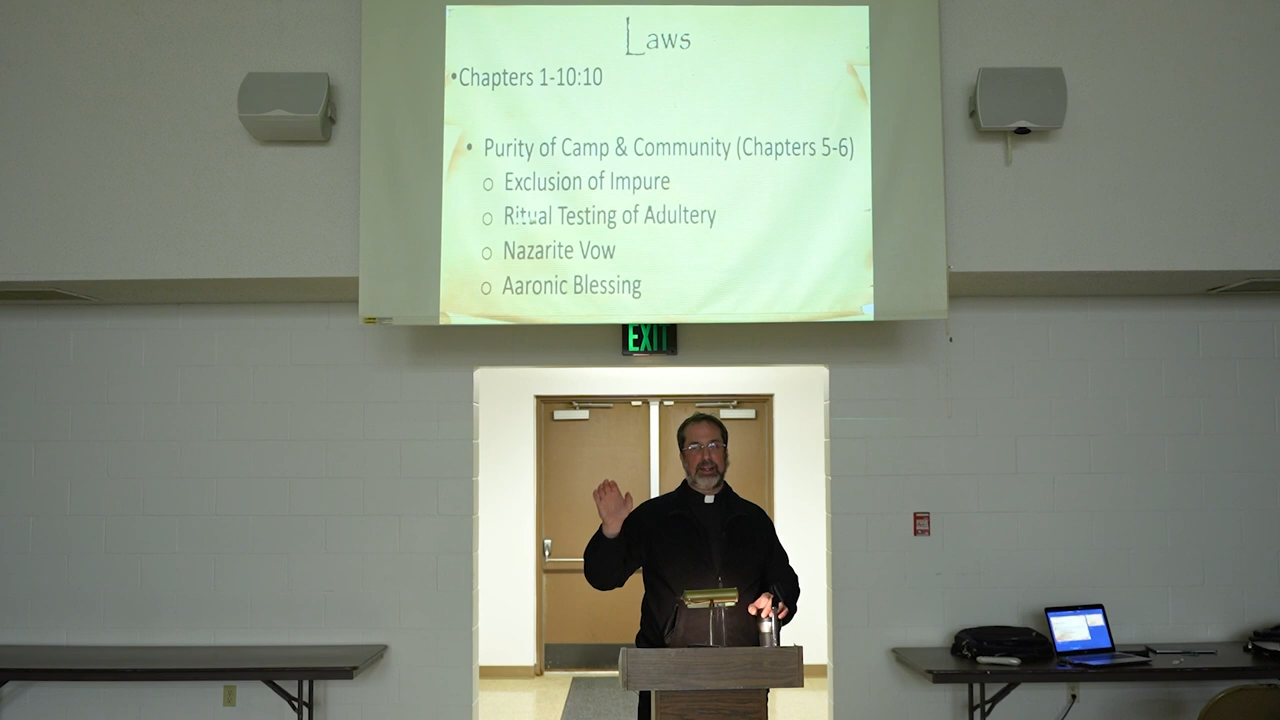 Laws
•Chapters 1-10:10
• Purity of Camp & Community (Chapters 5-6)
o Exclusion of Impure
o Ritual Testing of Adultery
o Nazarite Vow
o Aaronic Blessing
EXIT